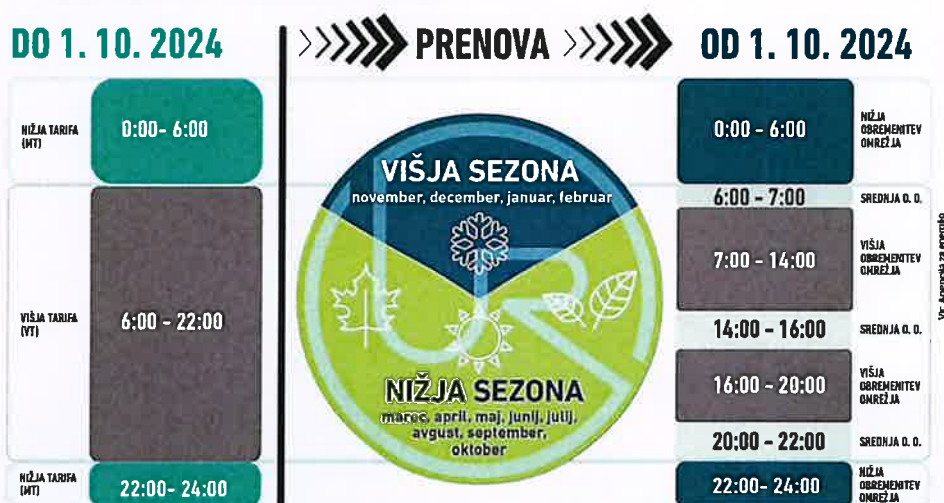 DO 1. 10. 2024
PRENOVA
OD 1. 10. 2024
NIŽJA TARIFA
(MT)
0:00- 6:00
VIŠJA TARIFA
(VT)
6:00 - 22:00
NIŽJA TARIFA
(MT)
22:00- 24:00
VIŠJA SEZONA
november, december, januar, februar
NIŽJA SEZONA
marec, april, maj, junij, julij,
avgust, september,
oktober
0:00 - 6:00
NIŽJA
OBREMENITEV
OMREŽJA
6:00 - 7:00
SREDNJA O. O.
7:00 - 14:00
VIŠJA
OBREMENITEV
OMREŽJA
14:00 - 16:00
SREDNJA O. O.
16:00 - 20:00
VIŠJA
OBREMENITEV
OMREŽJA
20:00 - 22:00
SREDNJA O. O.
22:00 - 24:00
NIŽJA
OBREMENITEV
OMREŽJA
Vir: Agencija za energijo